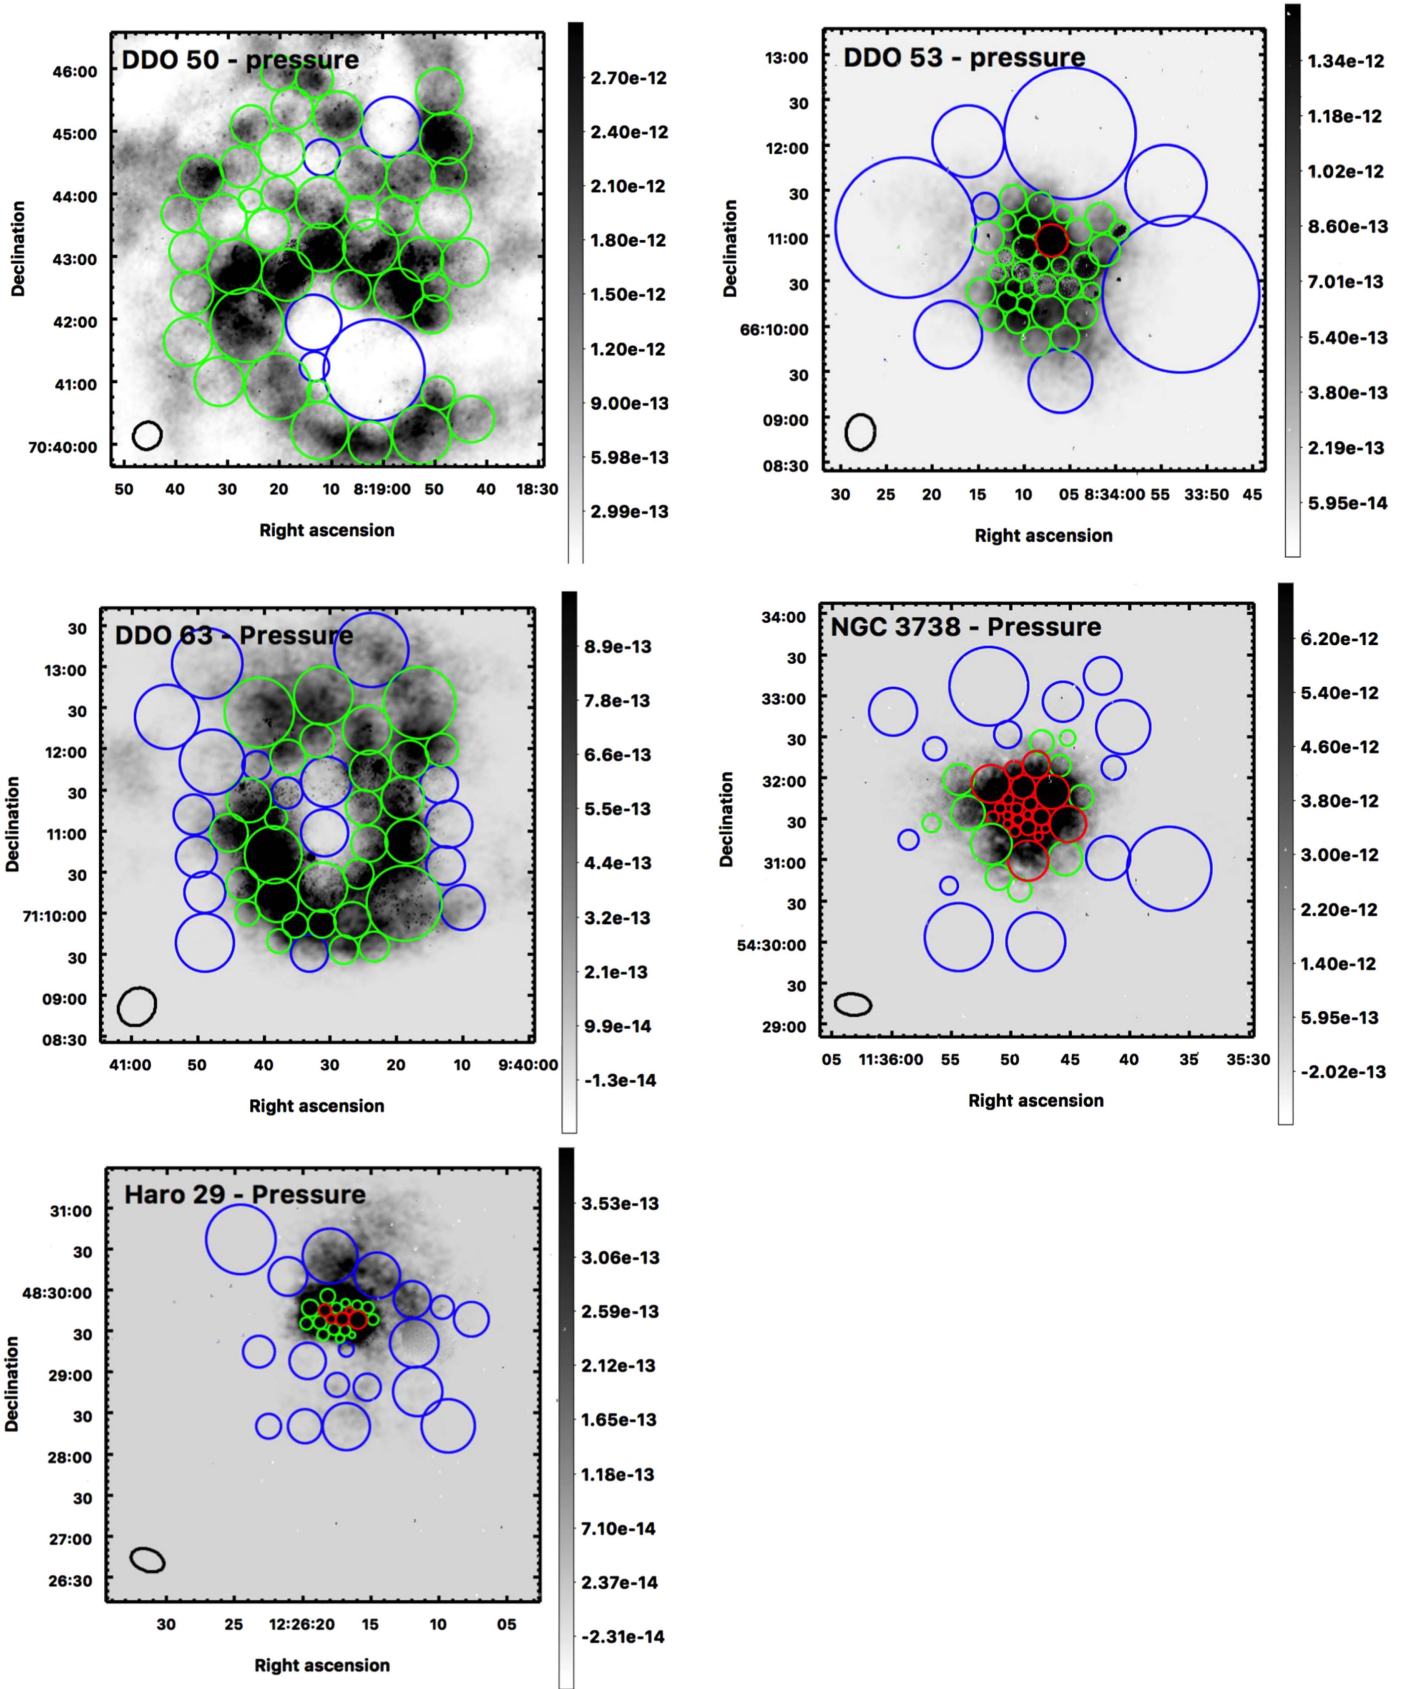 DDO 50 - pressure
46:00
45:00
44:00
43:00
42:00
41:00
70:40:00
Declination
50 40 30 20 10 8:19:00 50 40 18:30
Right ascension
2.70e-12
2.40e-12
2.10e-12
1.80e-12
1.50e-12
1.20e-12
9.00e-13
5.98e-13
2.99e-13
DDO 53 - pressure
13:00
30
12:00
30
11:00
30
66:10:00
30
09:00
08:30
Declination
30 25 20 15 10 05 8:34:00 55 33:50 45
Right ascension
1.34e-12
1.18e-12
1.02e-12
8.60e-13
7.01e-13
5.40e-13
3.80e-13
2.19e-13
5.95e-14
DDO 63 - Pressure
30
13:00
30
12:00
30
11:00
30
71:10:00
30
09:00
08:30
Declination
41:00 50 40 30 20 10 9:40:00
Right ascension
8.9e-13
7.8e-13
6.6e-13
5.5e-13
4.4e-13
3.2e-13
2.1e-13
9.9e-14
-1.3e-14
NGC 3738 - Pressure
34:00
30
33:00
30
32:00
30
31:00
30
54:30:00
30
29:00
Declination
05 11:36:00 55 50 45 40 35 35:30
Right ascension
6.20e-12
5.40e-12
4.60e-12
3.80e-12
3.00e-12
2.20e-12
1.40e-12
5.95e-13
-2.02e-13
Haro 29 - Pressure
31:00
30
48:30:00
30
29:00
30
28:00
30
27:00
26:30
Declination
30 25 12:26:20 15 10 05
Right ascension
3.53e-13
3.06e-13
2.59e-13
2.12e-13
1.65e-13
1.18e-13
7.10e-14
2.37e-14
-2.31e-14